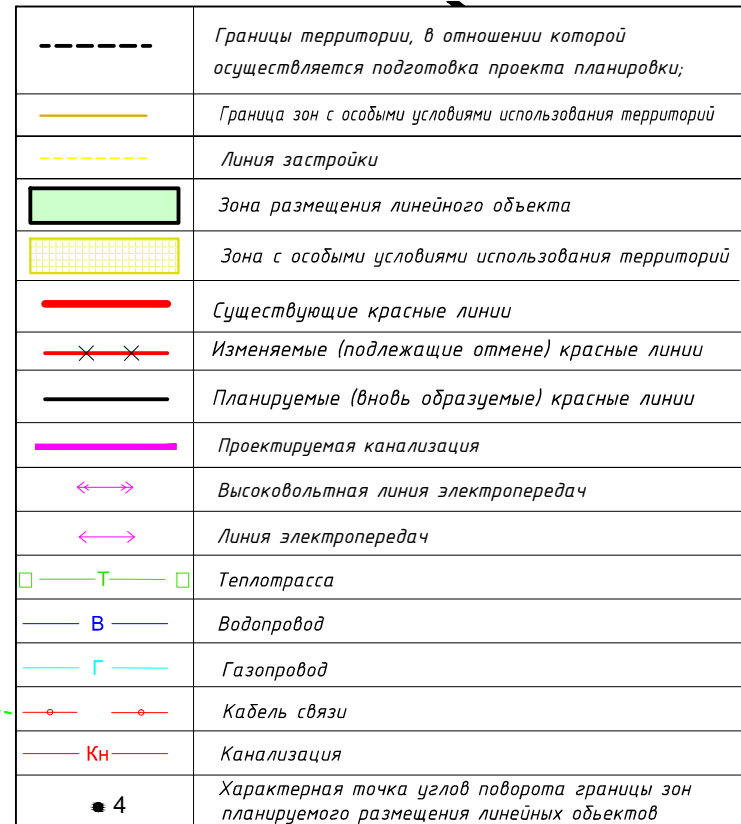 Границы территории, в отношении которой
осуществляется подготовка проекта планировки;
Граница зон с особыми условиями использования территорий
Линия застройки
Зона размещения линейного объекта
Зона с особыми условиями использования территорий
Существующие красные линии
Изменяемые (подлежащие отмене) красные линии
Планируемые (вновь образуемые) красные линии
Проектируемая канализация
Высоковольтная линия электропередач
Линия электропередач
Т Теплотрасса
В Водопровод
Г Газопровод
Кабель связи
Кн Канализация
4 Характерная точка углов поворота границы зон
планируемого размещения линейных обьектов